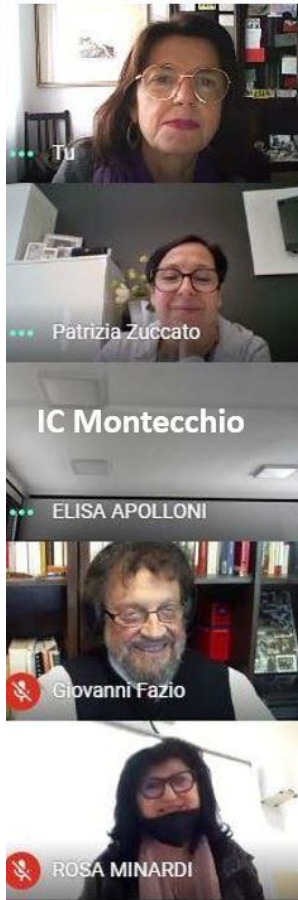 Tu
Patrizia Zuccato
IC Montecchio
ELISA APOLLONI
Giovanni Fazio
ROSA MINARDI